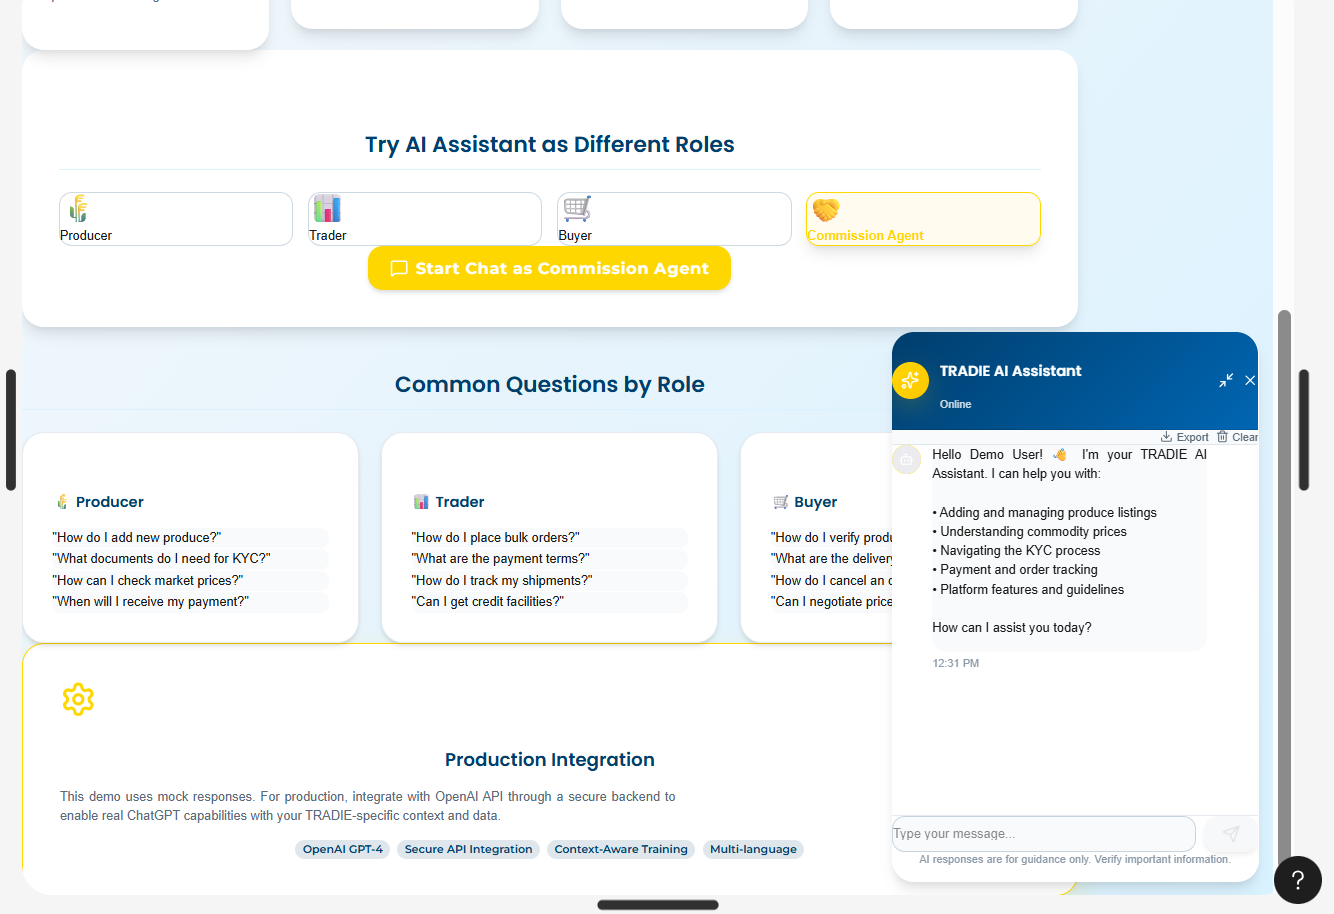 Try AI Assistant as Different Roles
Producer
Trader
Buyer
Commission Agent
Start Chat as Commission Agent
Common Questions by Role
Producer
"How do I add new produce?"
"What documents do I need for KYC?"
"How can I check market prices?"
"When will I receive my payment?"
Trader
"How do I place bulk orders?"
"What are the payment terms?"
"How do I track my shipments?"
"Can I get credit facilities?"
Buyer
"How do I verify
"What are the
"How do I cancel an
"Can I negotiate
Production Integration
This demo uses mock responses. For production, integrate with OpenAI API through a secure backend to
enable real ChatGPT capabilities with your TRADIE-specific context and data.
OpenAI GPT-4
Secure API Integration
Context-Aware Training
Multi-language
TRADIE AI Assistant
Online
Export
Clear
Hello Demo User! 👋 I'm your TRADIE AI
Assistant. I can help you with:
• Adding and managing produce listings
• Understanding commodity prices
• Navigating the KYC process
• Payment and order tracking
• Platform features and guidelines
How can I assist you today?
12:31 PM
Type your message...
AI responses are for guidance only. Verify important information.
?